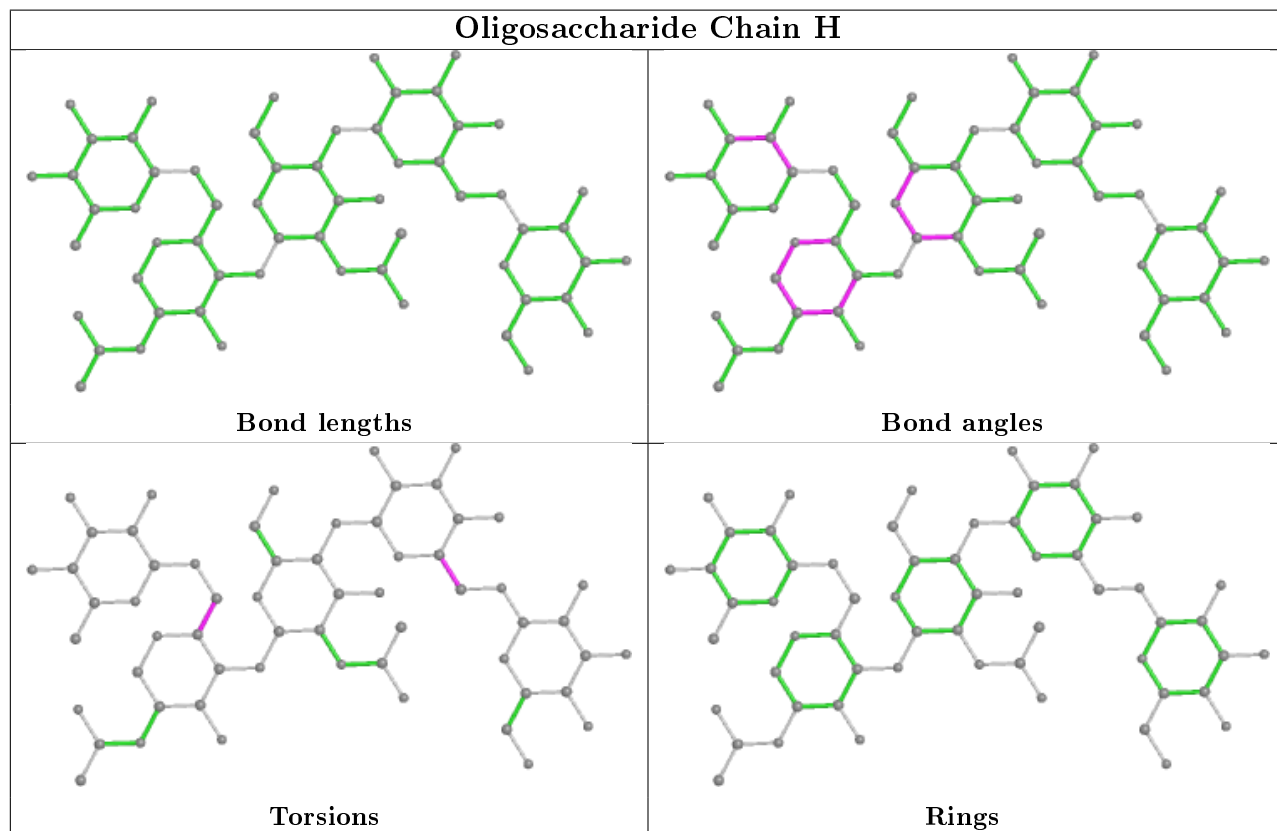 Oligosaccharide Chain H
Bond lengths
Bond angles
Torsions
Rings